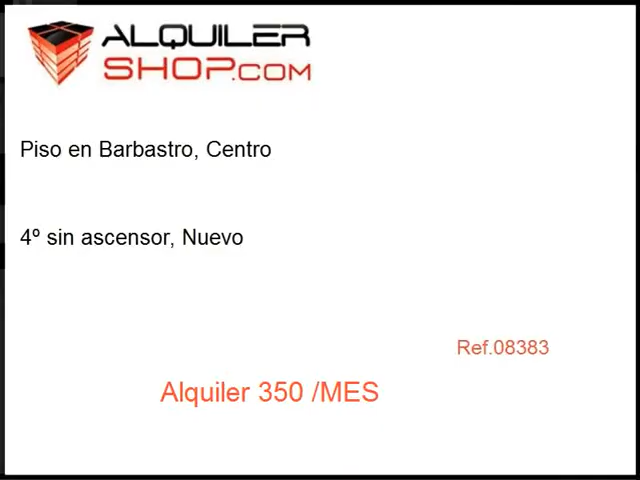 ALQUILER
SHOP.COM
Piso en Barbastro, Centro
4º sin ascensor, Nuevo
Ref.08383
Alquiler 350 /MES